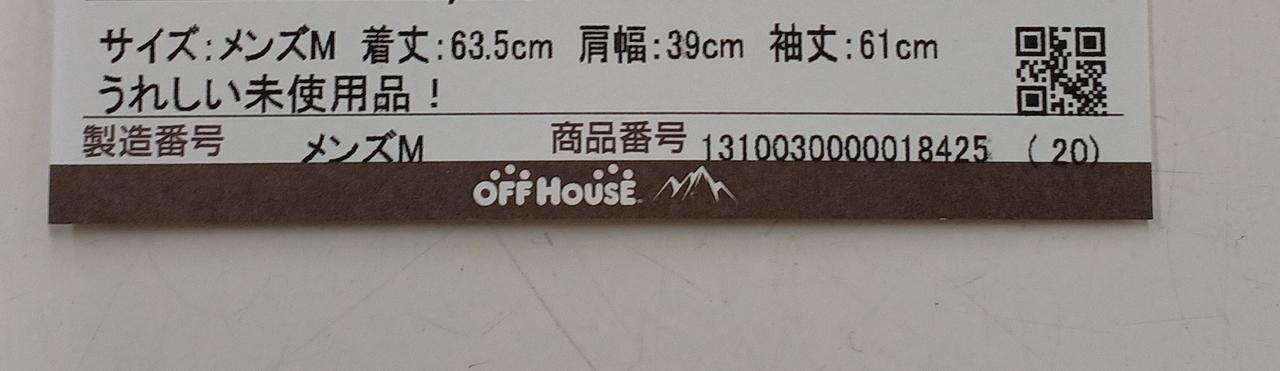 サイズ:メンズM 着丈:63.5cm 肩幅:39cm 袖丈:61cm
うれしい未使用品!
製造番号 メンズM 商品番号 1310030000018425 (20)
OFF HOUSE